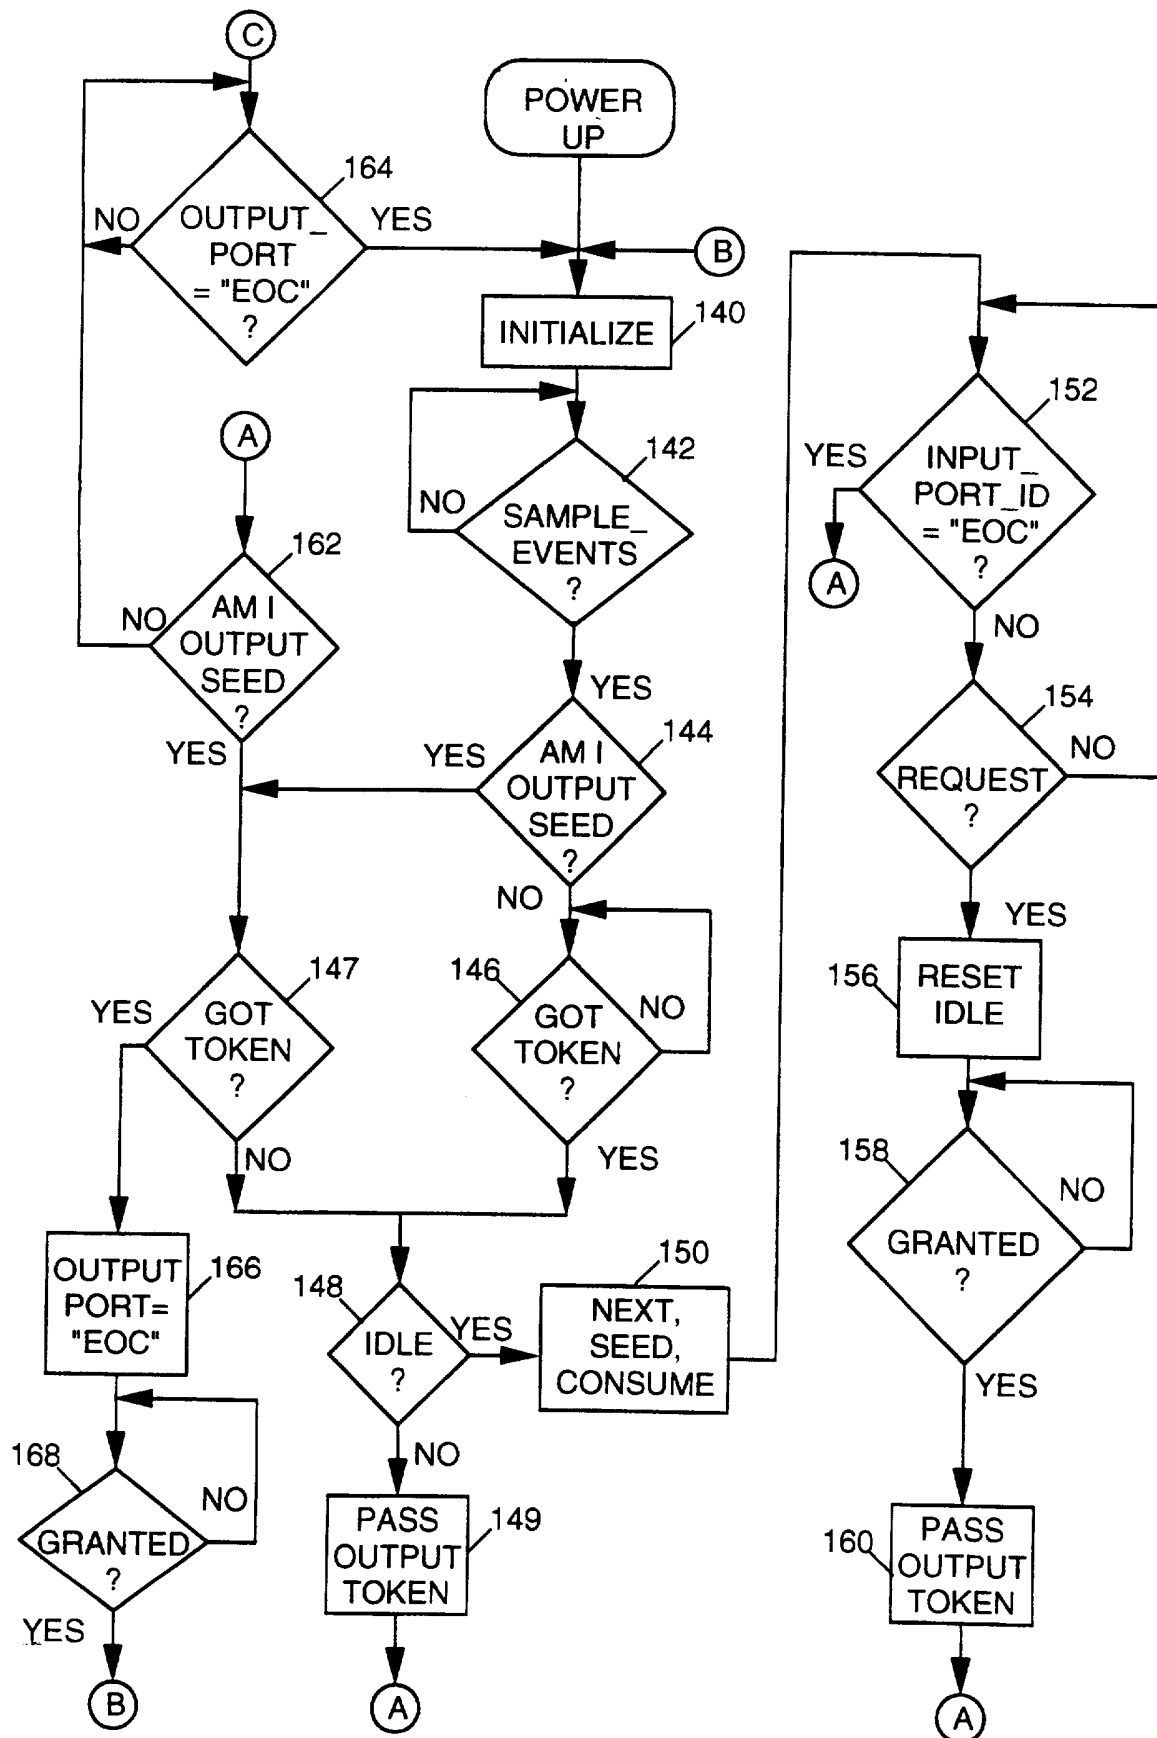 C
POWER
UP
164
NO
OUTPUT_
PORT
= "EOC"
?
YES
B
INITIALIZE
140
A
142
NO
SAMPLE_
EVENTS
?
YES
152
YES
INPUT_
PORT_ID
= "EOC"
?
A
NO
162
NO
AM I
OUTPUT
SEED
?
YES
144
YES
AM I
OUTPUT
SEED
?
NO
154
REQUEST
?
NO
YES
147
YES
GOT
TOKEN
?
NO
146
GOT
TOKEN
?
NO
YES
156
RESET
IDLE
158
GRANTED
?
NO
YES
OUTPUT
PORT=
"EOC"
166
148
IDLE
?
YES
NO
150
NEXT,
SEED,
CONSUME
168
GRANTED
?
NO
YES
B
PASS
OUTPUT
TOKEN
149
A
160
PASS
OUTPUT
TOKEN
A